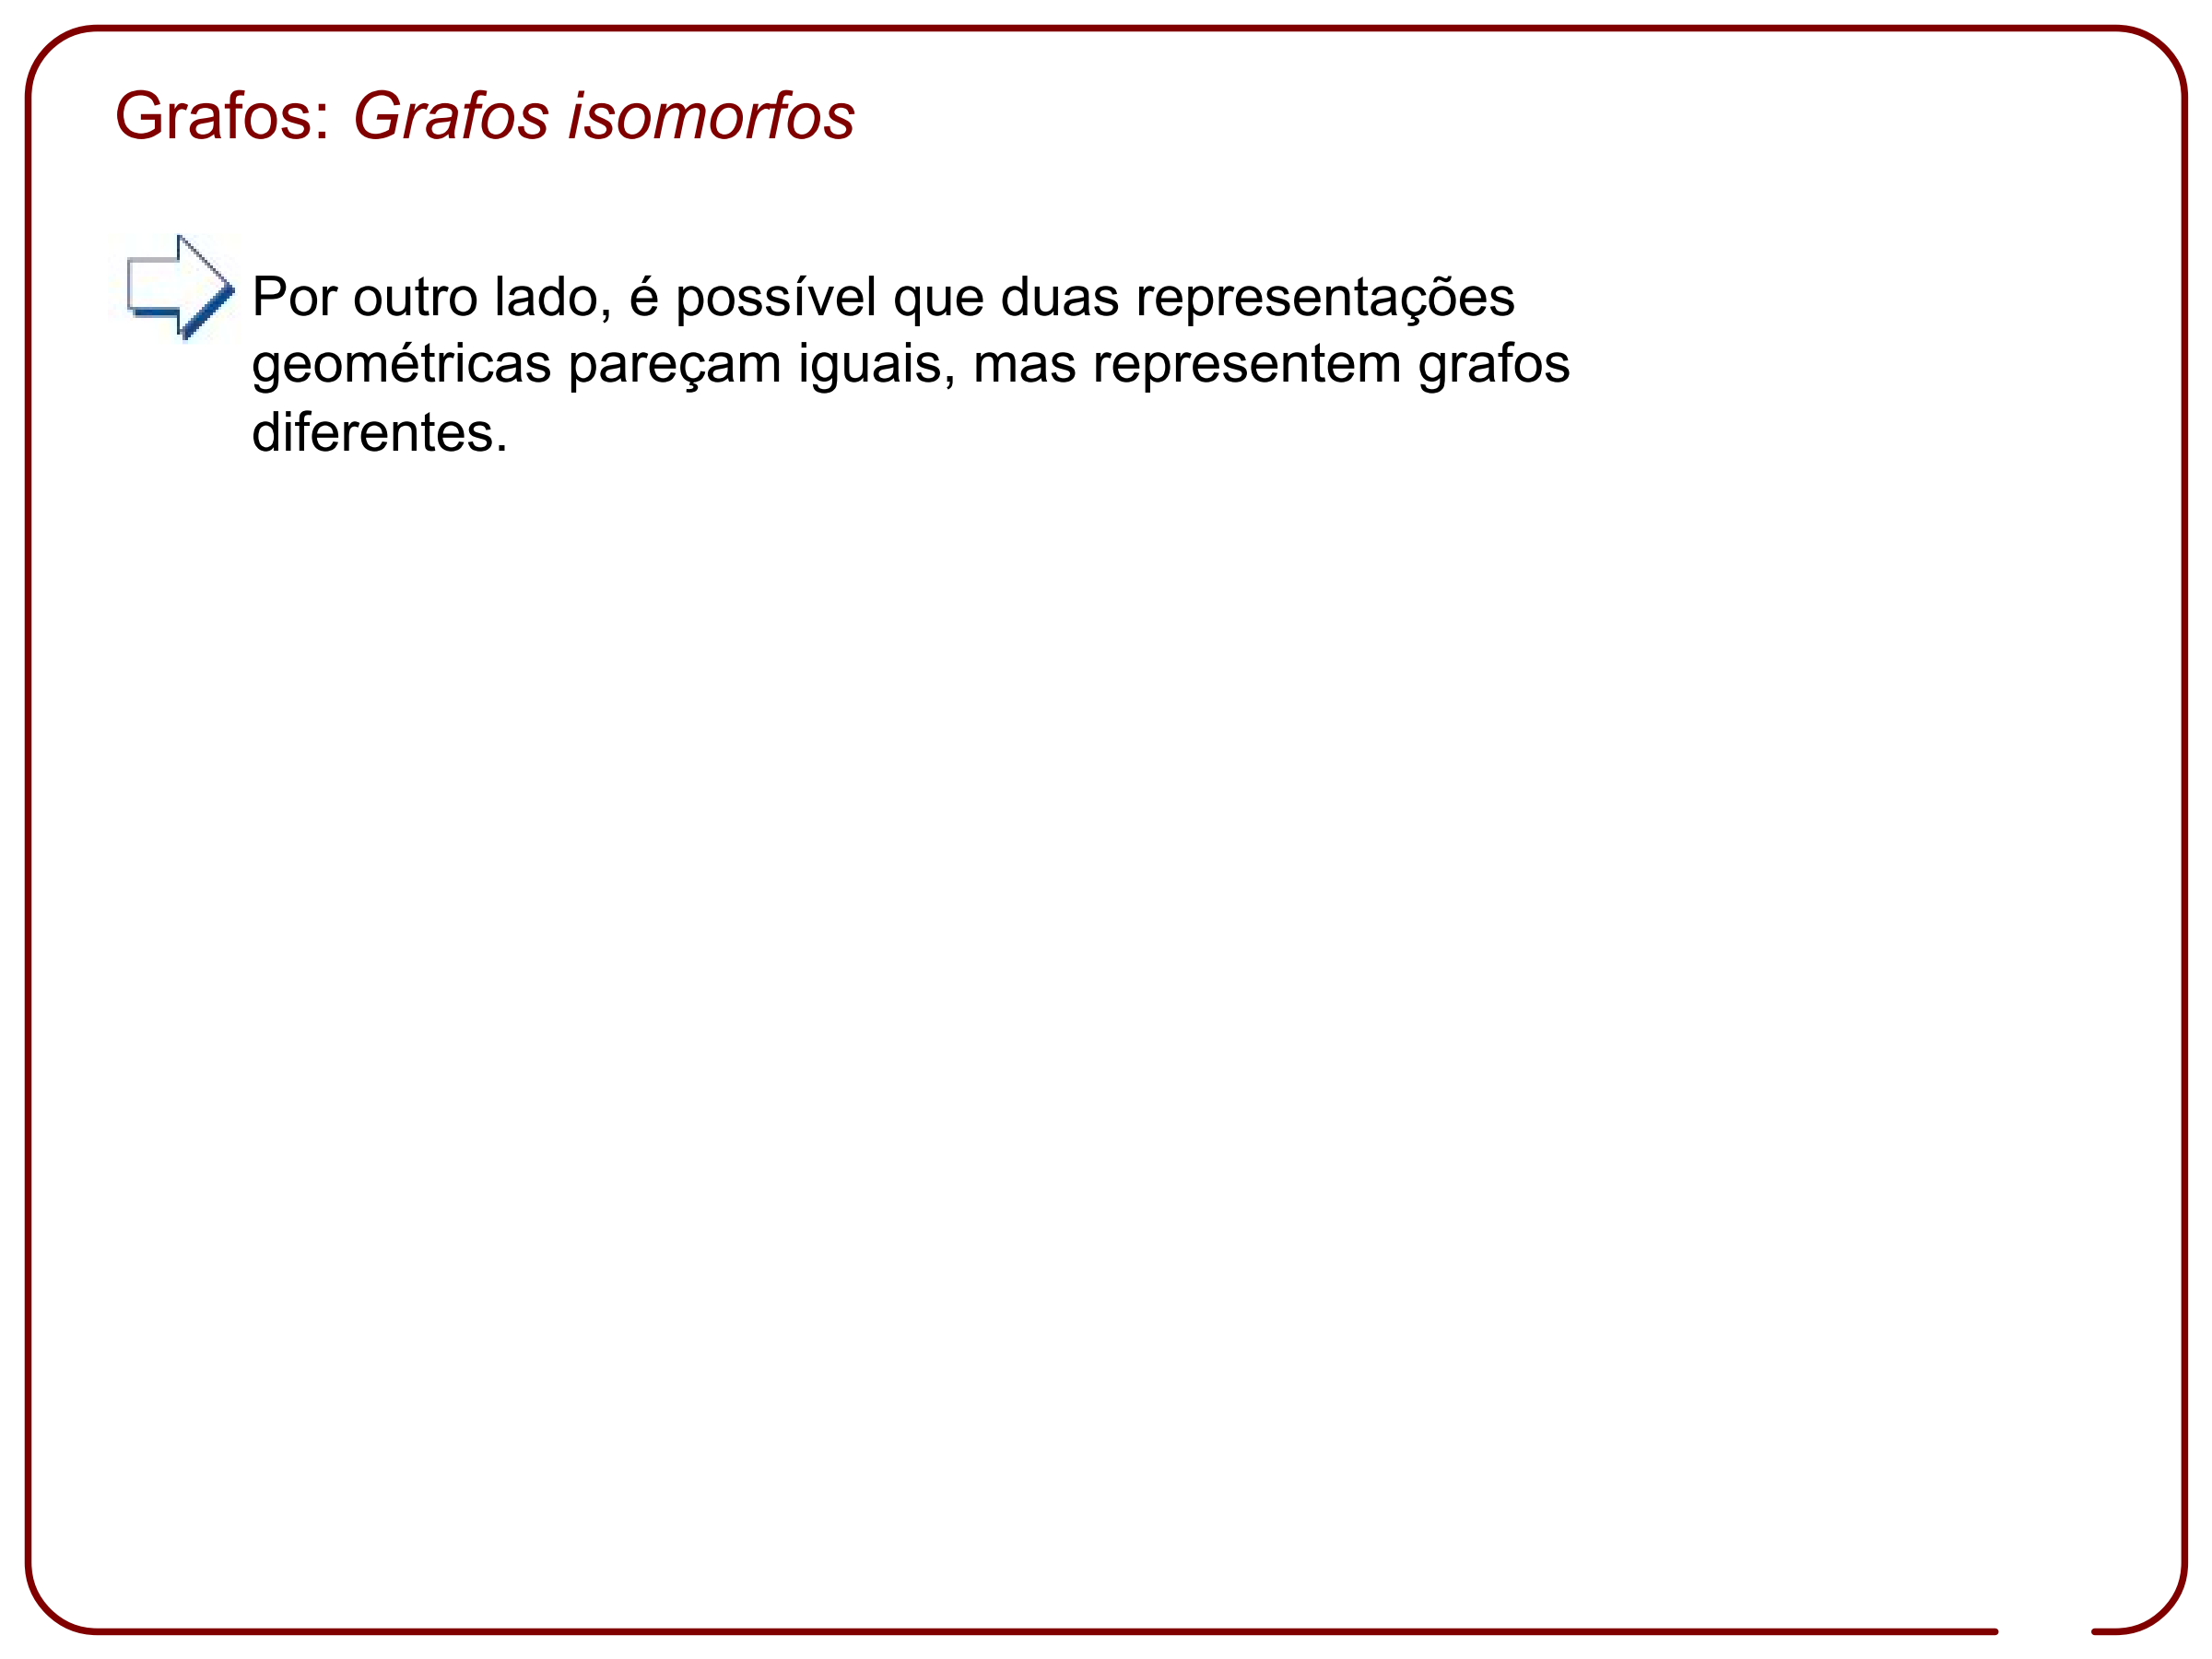 Grafos: Grafos isomorfos
Por outro lado, é possível que duas representações
geométricas pareçam iguais, mas representem grafos
diferentes.